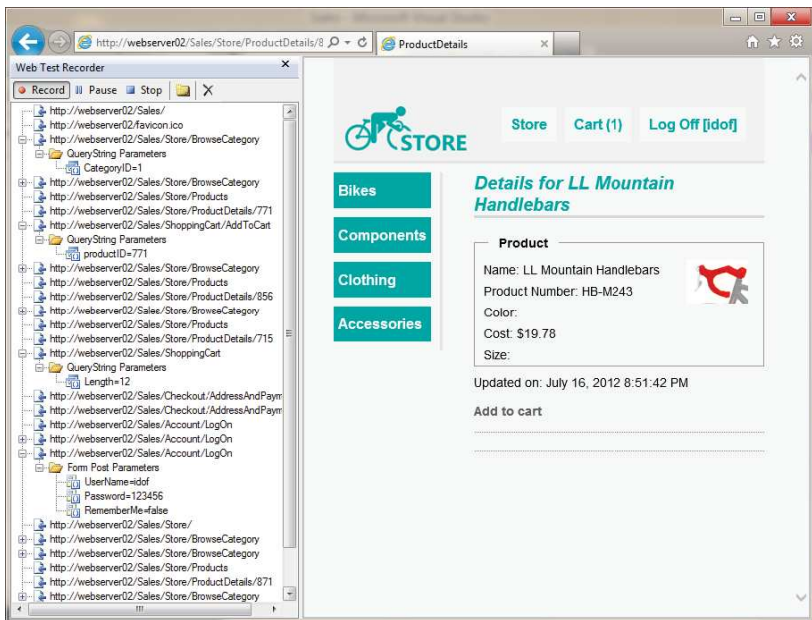 http://webserver02/Sales/Store/ProductDetails/8
ProductDetails
Web Test Recorder
Record Pause Stop
http://webserver02/Sales/
http://webserver02/favicon.ico
http://webserver02/Sales/Store/BrowseCategory
QueryString Parameters
CategoryID=1
http://webserver02/Sales/Store/BrowseCategory
http://webserver02/Sales/Store/Products
http://webserver02/Sales/Store/ProductDetails/771
http://webserver02/Sales/ShoppingCart/AddToCart
QueryString Parameters
productID=771
http://webserver02/Sales/Store/BrowseCategory
http://webserver02/Sales/Store/Products
http://webserver02/Sales/Store/ProductDetails/856
http://webserver02/Sales/Store/BrowseCategory
http://webserver02/Sales/Store/Products
http://webserver02/Sales/Store/ProductDetails/715
http://webserver02/Sales/ShoppingCart
QueryString Parameters
Length=12
http://webserver02/Sales/Checkout/AddressAndPaym
http://webserver02/Sales/Checkout/AddressAndPaym
http://webserver02/Sales/Account/LogOn
http://webserver02/Sales/Account/LogOn
http://webserver02/Sales/Account/LogOn
Form Post Parameters
UserName=idof
Password=123456
RememberMe=false
http://webserver02/Sales/Store/
http://webserver02/Sales/Store/BrowseCategory
http://webserver02/Sales/Store/BrowseCategory
http://webserver02/Sales/Store/Products
http://webserver02/Sales/Store/ProductDetails/871
http://webserver02/Sales/Store/BrowseCategory
STORE
Store Cart (1) Log Off [idof]
Bikes
Components
Clothing
Accessories
Details for LL Mountain
Handlebars
Product
Name: LL Mountain Handlebars
Product Number: HB-M243
Color:
Cost: $19.78
Size:
Updated on: July 16, 2012 8:51:42 PM
Add to cart